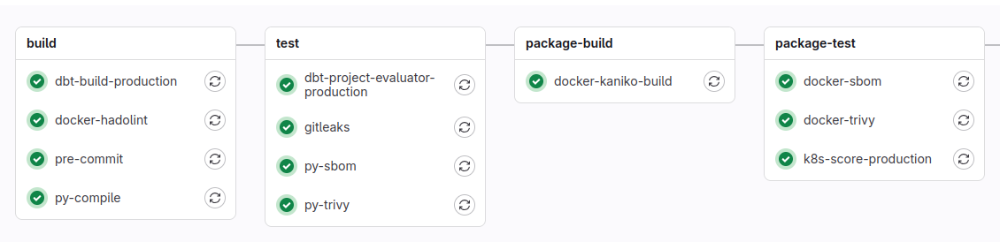 build
dbt-build-production
docker-hadolint
pre-commit
py-compile
test
dbt-project-evaluator-
production
gitleaks
py-sbom
py-trivy
package-build
docker-kaniko-build
package-test
docker-sbom
docker-trivy
k8s-score-production